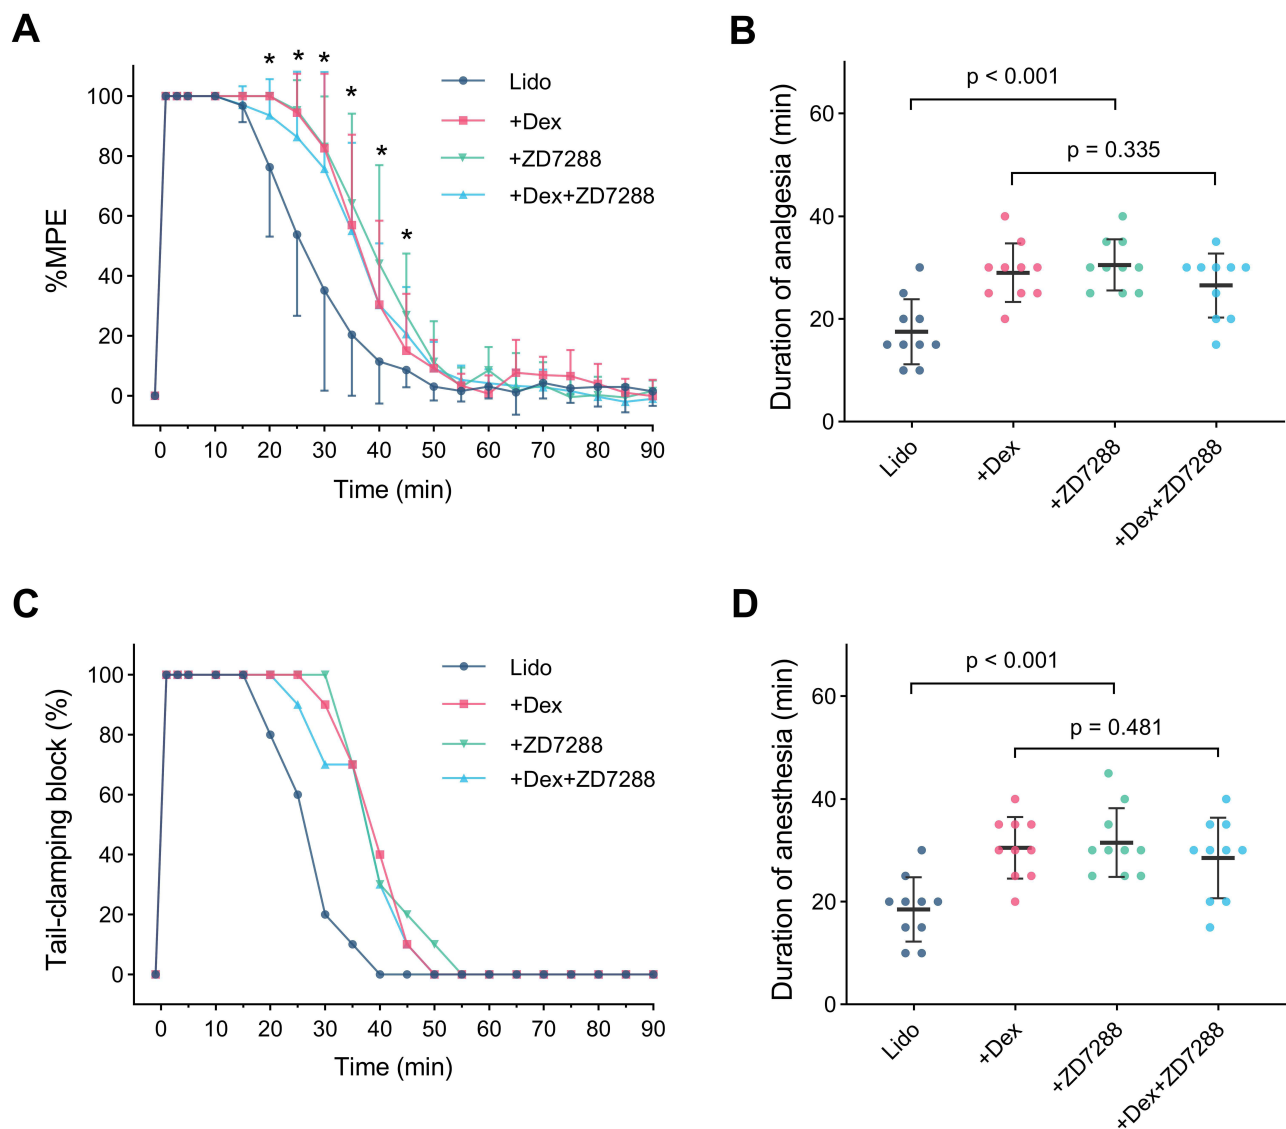 A
%MPE
100
80
60
40
20
0
* * * * * *
Lido
+Dex
+ZD7288
+Dex+ZD7288
0 10 20 30 40 50 60 70 80 90
Time (min)
B
Duration of analgesia (min)
60
40
20
0
p < 0.001
p = 0.335
Lido
+Dex
+ZD7288
+Dex+ZD7288
C
Tail-clamping block (%)
100
80
60
40
20
0
Lido
+Dex
+ZD7288
+Dex+ZD7288
0 10 20 30 40 50 60 70 80 90
Time (min)
D
Duration of anesthesia (min)
60
40
20
0
p < 0.001
p = 0.481
Lido
+Dex
+ZD7288
+Dex+ZD7288